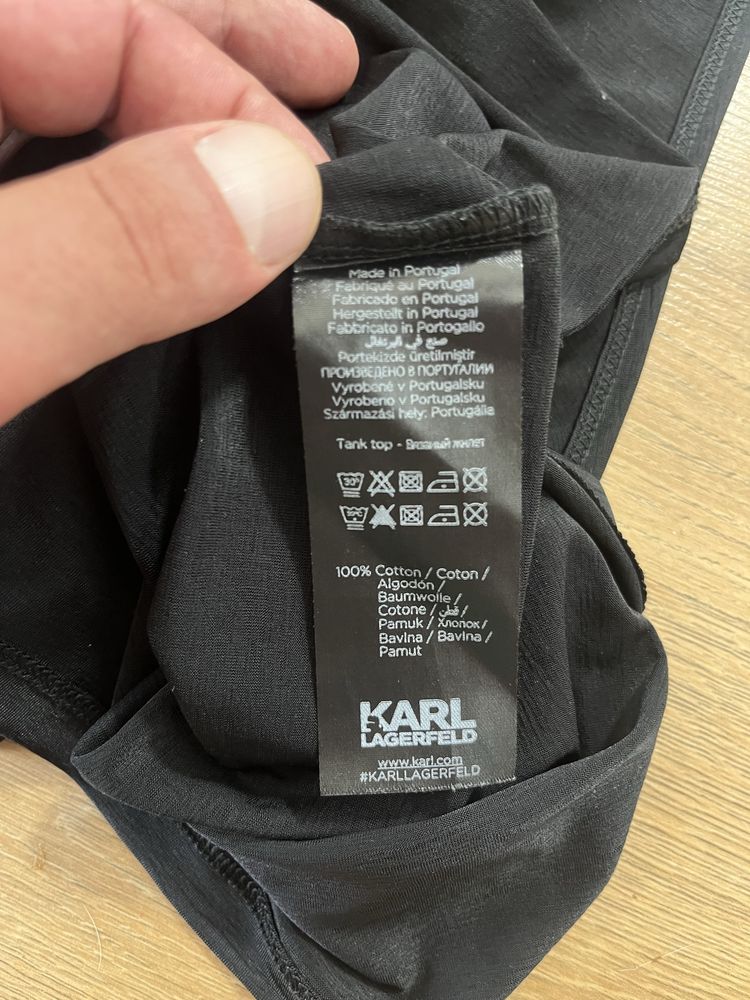 Made in Portugal
Fabriqué au Portugal
Fabricado en Portugal
Hergestellt in Portugal
Fabbricato in Portogallo
صنع في البرتغال
Portekizde üretilmiştir
ПРОИЗВЕДЕНО В ПОРТУГАЛИИ
Vyrobené v Portugalsku
Vyrobeno v Portugalsku
Származási hely: Portugália
Tank top - Вязаный жилет
30°
30°C
100% Cotton / Coton /
Algodón /
Baumwolle /
Cotone / قطن /
Pamuk / Хлопок /
Bavlna / Bavlna /
Pamut
KARL
LAGERFELD
www.karl.com
#KARLLAGERFELD